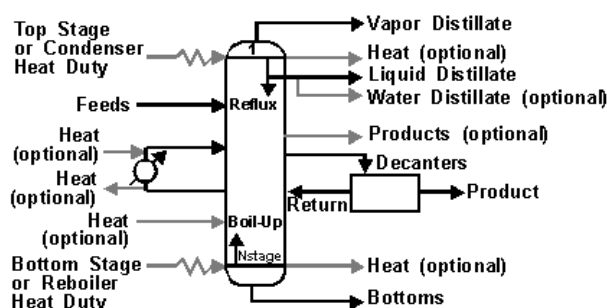 Vapor Distillate
Top Stage
or Condenser
Heat Duty
1
Heat (optional)
Liquid Distillate
Water Distillate (optional)
Feeds
Reflux
Heat
(optional)
Products (optional)
Decanters
Heat
(optional)
Return
Product
Heat
(optional)
Boil-Up
Nstage
Bottom Stage
or Reboiler
Heat Duty
Heat (optional)
Bottoms